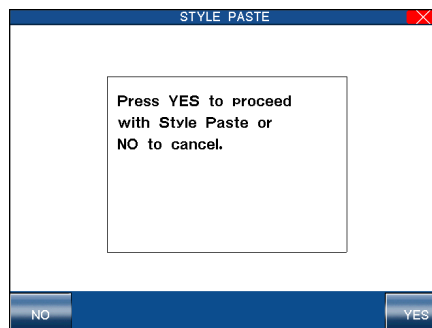 STYLE PASTE
Press YES to proceed
with Style Paste or
NO to cancel.
NO
YES